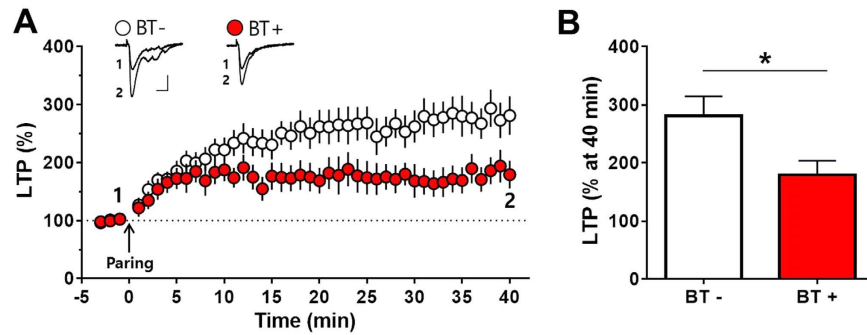 A
BT -
BT +
1
2
1
2
LTP (%)
400
300
200
100
0
1
2
Paring
-5 0 5 10 15 20 25 30 35 40
Time (min)
B
*
LTP (% at 40 min)
400
300
200
100
0
BT - BT +